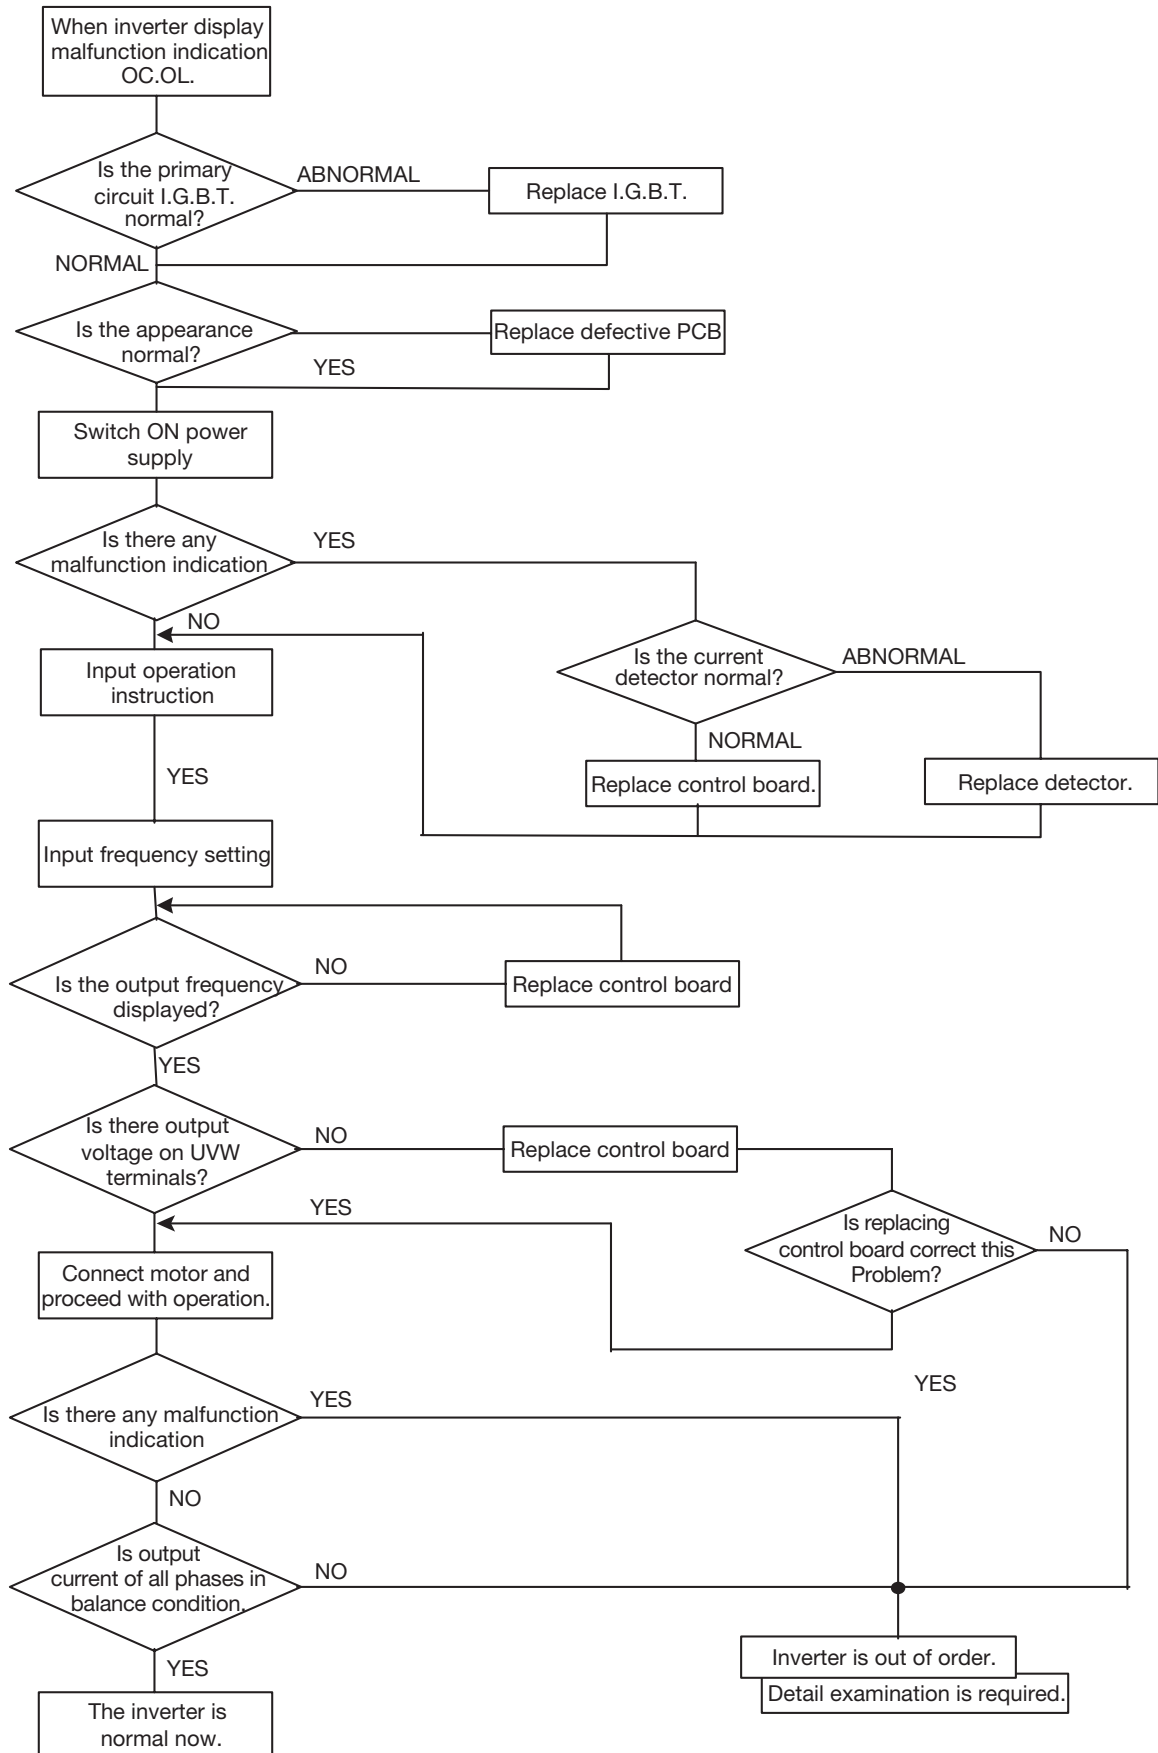 When inverter display
malfunction indication
OC.OL.
Is the primary
circuit I.G.B.T.
normal?
ABNORMAL
Replace I.G.B.T.
NORMAL
Is the appearance
normal?
Replace defective PCB
YES
Switch ON power
supply
Is there any
malfunction indication
YES
NO
Is the current
detector normal?
ABNORMAL
Input operation
instruction
NORMAL
Replace control board.
Replace detector.
YES
Input frequency setting
Is the output frequency
displayed?
NO
Replace control board
YES
Is there output
voltage on UVW
terminals?
NO
Replace control board
YES
Is replacing
control board correct this
Problem?
NO
Connect motor and
proceed with operation.
YES
Is there any malfunction
indication
YES
NO
Is output
current of all phases in
balance condition.
NO
YES
Inverter is out of order.
Detail examination is required.
The inverter is
normal now.